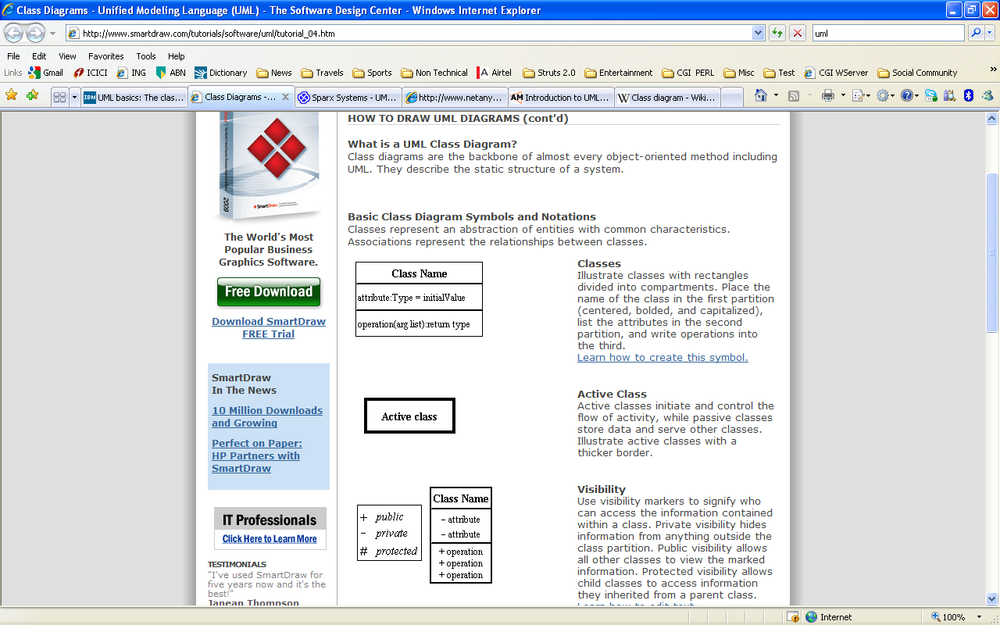 Class Diagrams - Unified Modeling Language (UML) - The Software Design Center - Windows Internet Explorer
http://www.smartdraw.com/tutorials/software/uml/tutorial_04.htm
uml
File Edit View Favorites Tools Help
Links Gmail ICICI ING ABN Dictionary News Travels Sports Non Technical Airtel Struts 2.0 Entertainment CGI PERL Misc Test CGI WServer Social Community »
UML basics: The clas... Class Diagrams -... X Sparx Systems - UM... http://www.netany... Introduction to UML... Class diagram - Wiki...
2009
SmartDraw
The World's Most
Popular Business
Graphics Software.
Free Download
Download SmartDraw
FREE Trial
SmartDraw
In The News
10 Million Downloads
and Growing
Perfect on Paper:
HP Partners with
SmartDraw
IT Professionals
Click Here to Learn More
TESTIMONIALS
"I've used SmartDraw for
five years now and it's the
best!"
Janean Thompson
HOW TO DRAW UML DIAGRAMS (cont'd)
What is a UML Class Diagram?
Class diagrams are the backbone of almost every object-oriented method including
UML. They describe the static structure of a system.
Basic Class Diagram Symbols and Notations
Classes represent an abstraction of entities with common characteristics.
Associations represent the relationships between classes.
Class Name
attribute:Type = initialValue
operation(arg list):return type
Classes
Illustrate classes with rectangles
divided into compartments. Place the
name of the class in the first partition
(centered, bolded, and capitalized),
list the attributes in the second
partition, and write operations into
the third.
Learn how to create this symbol.
Active class
Active Class
Active classes initiate and control the
flow of activity, while passive classes
store data and serve other classes.
Illustrate active classes with a
thicker border.
+ public
- private
# protected
Class Name
- attribute
- attribute
+ operation
+ operation
+ operation
Visibility
Use visibility markers to signify who
can access the information contained
within a class. Private visibility hides
information from anything outside the
class partition. Public visibility allows
all other classes to view the marked
information. Protected visibility allows
child classes to access information
they inherited from a parent class.
Learn how to edit text.
Internet
100%